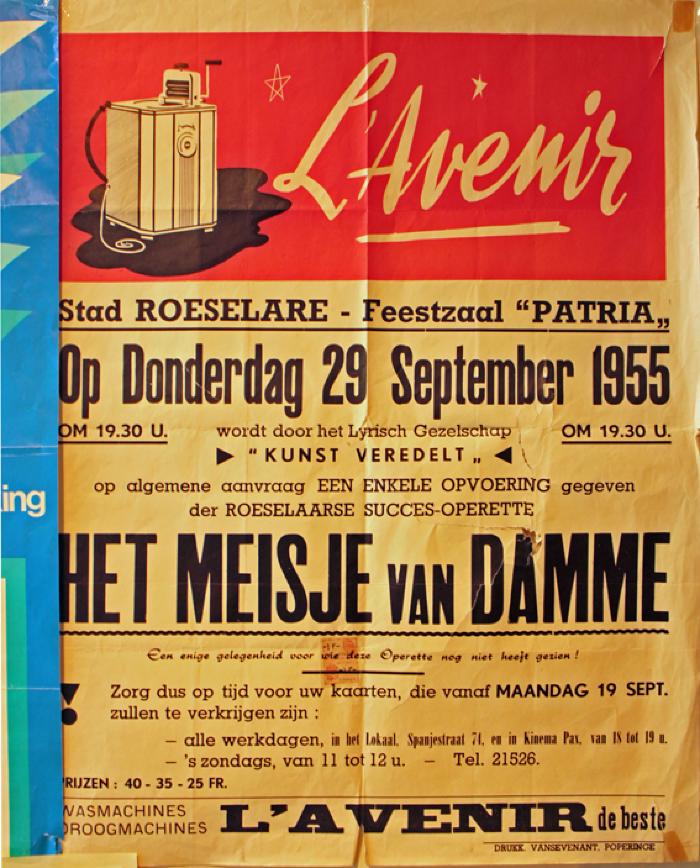 L'Avenir
Stad ROESELARE - Feestzaal "PATRIA„
Op Donderdag 29 September 1955
OM 19.30 U. wordt door het Lyrisch Gezelschap OM 19.30 U.
▶ "KUNST VEREDELT„ ◀
op algemene aanvraag EEN ENKELE OPVOERING gegeven
der ROESELAARSE SUCCES-OPERETTE
HET MEISJE VAN DAMME
Een enige gelegenheid voor wie deze Operette nog niet heeft gezien !
! Zorg dus op tijd voor uw kaarten, die vanaf MAANDAG 19 SEPT.
zullen te verkrijgen zijn :
— alle werkdagen, in het Lokaal, Spanjestraat 71, en in Kinema Pax, van 18 tot 19 u.
— 's zondags, van 11 tot 12 u. — Tel. 21526.
PRIJZEN : 40 - 35 - 25 FR.
WASMACHINES
DROOGMACHINES L'AVENIR de beste
DRUKK. VANSEVENANT, POPERINGE
ing